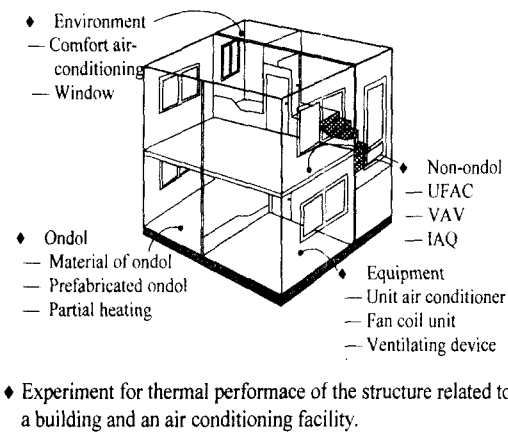 ♦ Environment
— Comfort air-
conditioning
— Window
♦ Non-ondol
— UFAC
— VAV
— IAQ
♦ Ondol
— Material of ondol
— Prefabricated ondol
— Partial heating
♦ Equipment
— Unit air conditioner
— Fan coil unit
— Ventilating device
♦ Experiment for thermal performace of the structure related to
a building and an air conditioning facility.